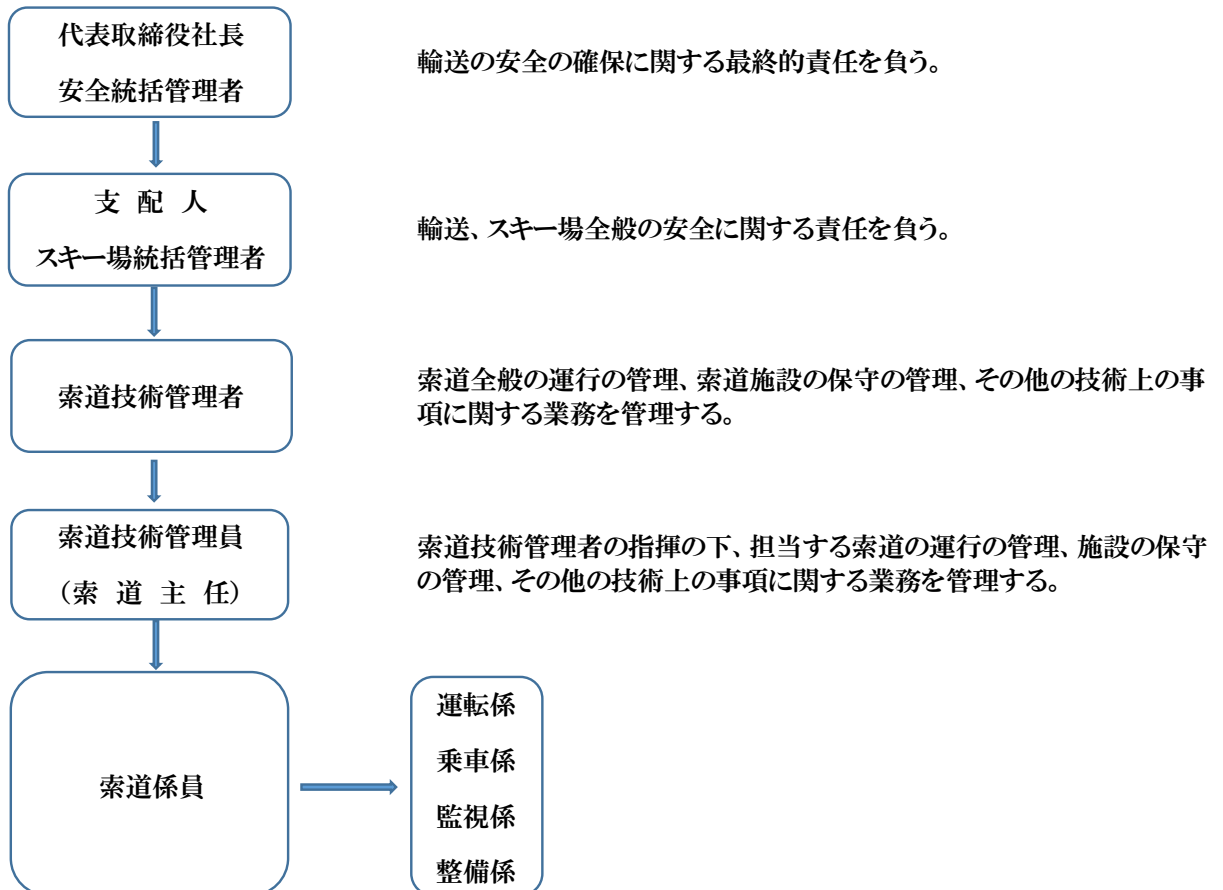 代表取締役社長
安全統括管理者
輸送の安全の確保に関する最終的責任を負う。
支 配 人
スキー場統括管理者
輸送、スキー場全般の安全に関する責任を負う。
索道技術管理者
索道全般の運行の管理、索道施設の保守の管理、その他の技術上の事
項に関する業務を管理する。
索道技術管理員
（索 道 主 任）
索道技術管理者の指揮の下、担当する索道の運行の管理、施設の保守
の管理、その他の技術上の事項に関する業務を管理する。
索道係員
運転係
乗車係
監視係
整備係